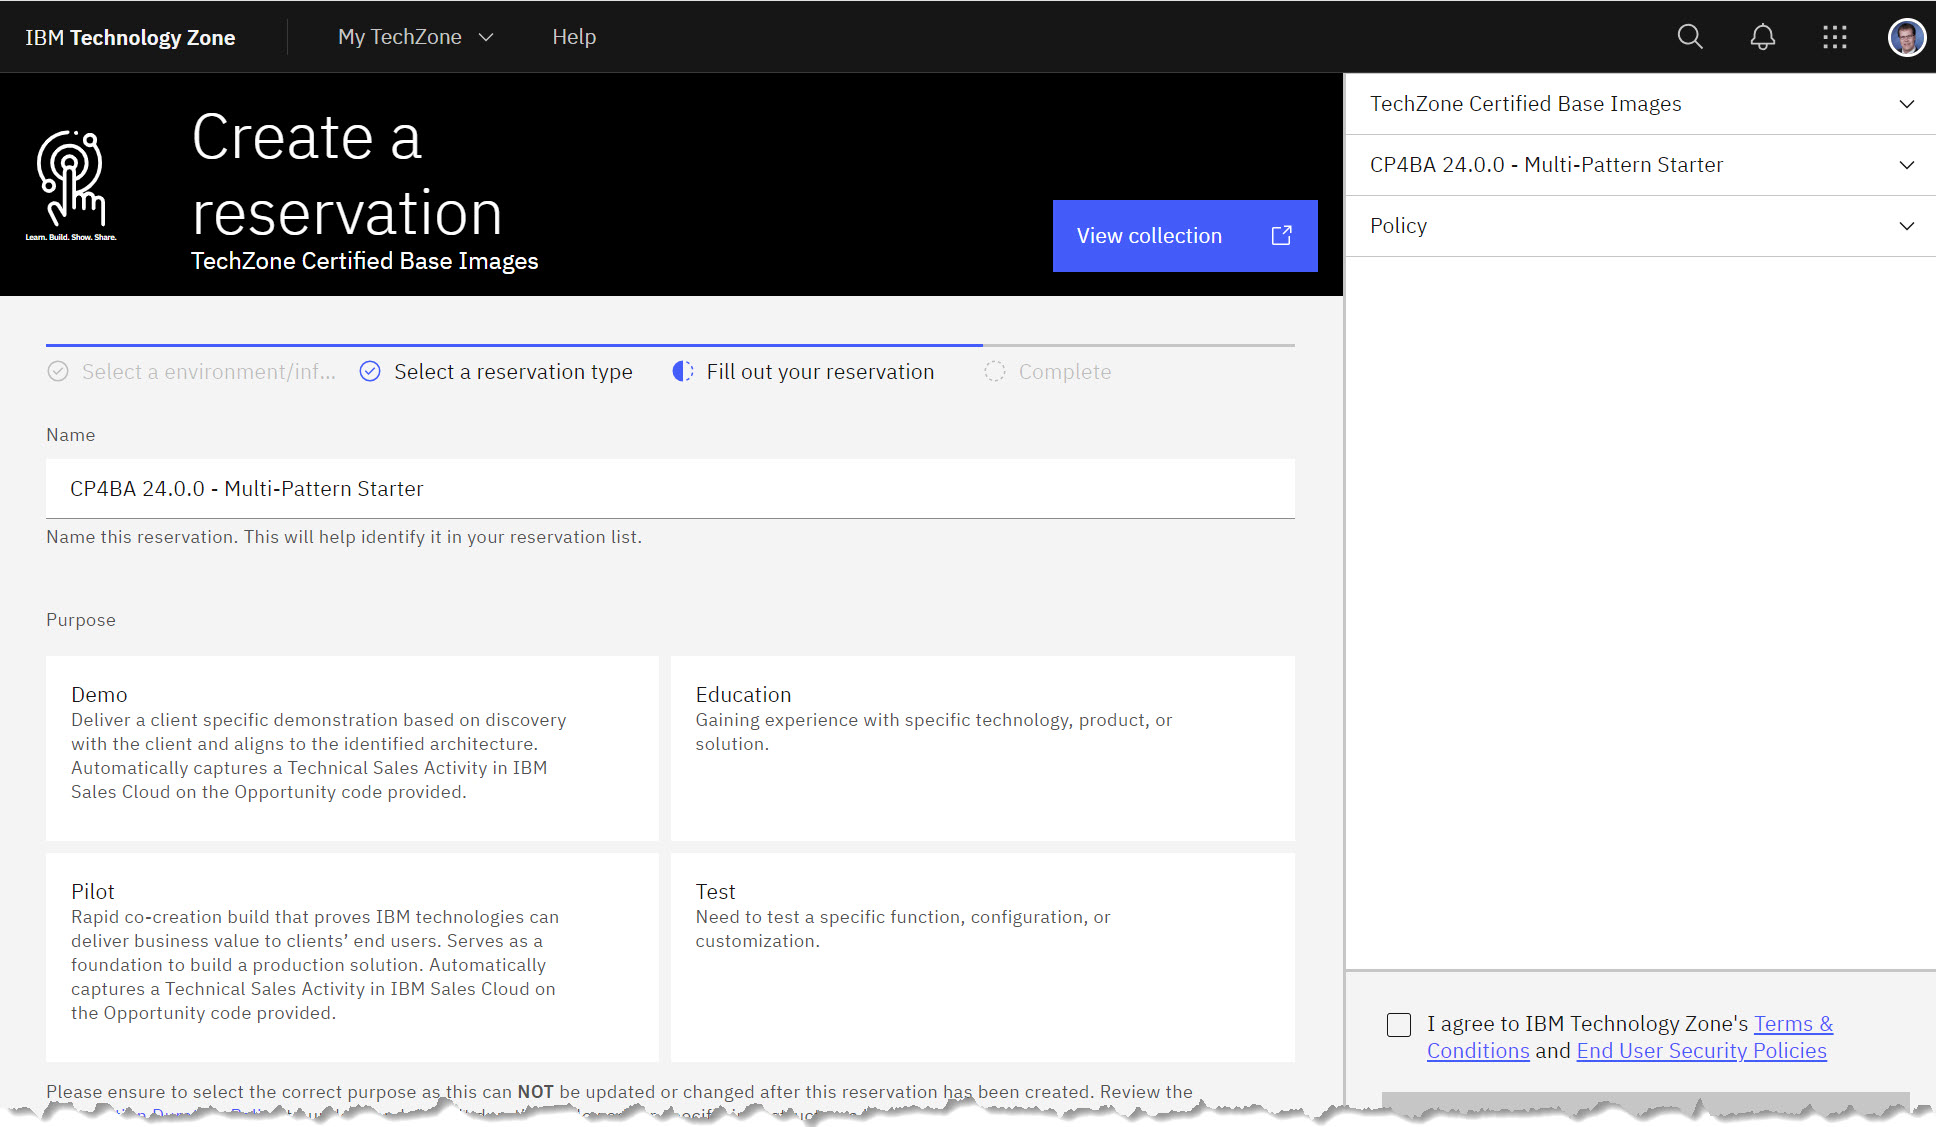 IBM Technology Zone
My TechZone
Help
Learn. Build. Show. Share.
Create a
reservation
TechZone Certified Base Images
View collection
Select a environment/inf...
Select a reservation type
Fill out your reservation
Complete
Name
CP4BA 24.0.0 - Multi-Pattern Starter
Name this reservation. This will help identify it in your reservation list.
Purpose
Demo
Deliver a client specific demonstration based on discovery
with the client and aligns to the identified architecture.
Automatically captures a Technical Sales Activity in IBM
Sales Cloud on the Opportunity code provided.
Education
Gaining experience with specific technology, product, or
solution.
Pilot
Rapid co-creation build that proves IBM technologies can
deliver business value to clients’ end users. Serves as a
foundation to build a production solution. Automatically
captures a Technical Sales Activity in IBM Sales Cloud on
the Opportunity code provided.
Test
Need to test a specific function, configuration, or
customization.
Please ensure to select the correct purpose as this can NOT be updated or changed after this reservation has been created. Review the
TechZone Certified Base Images
CP4BA 24.0.0 - Multi-Pattern Starter
Policy
I agree to IBM Technology Zone's Terms &
Conditions and End User Security Policies